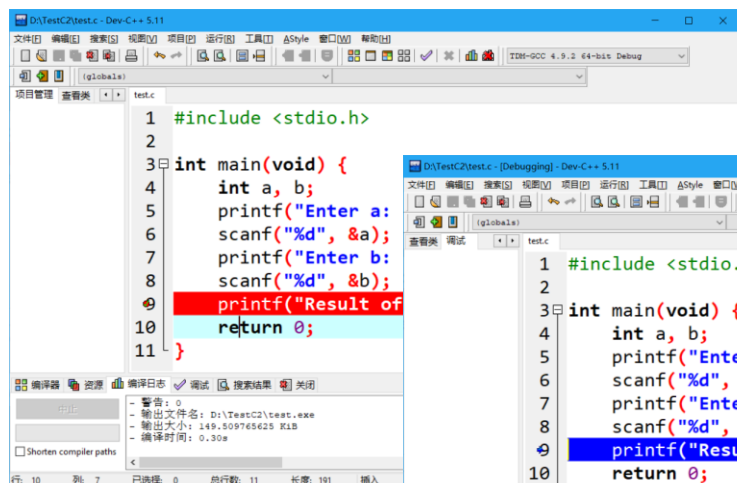 D:\TestC2\test.c - Dev-C++ 5.11
文件[F] 编辑[E] 搜索[S] 视图[V] 项目[P] 运行[R] 工具[T] AStyle 窗口[W] 帮助[H]
TDM-GCC 4.9.2 64-bit Debug
(globals)
项目管理 查看类 test.c
1 #include <stdio.h>
2
3 int main(void) {
4 int a, b;
5 printf("Enter a:
6 scanf("%d", &a);
7 printf("Enter b:
8 scanf("%d", &b);
9 printf("Result of
10 return 0;
11 }
编译器 资源 编译日志 调试 搜索结果 关闭
中止
Shorten compiler paths
- 警告: 0
- 输出文件名: D:\TestC2\test.exe
- 输出大小: 149.509765625 KiB
- 编译时间: 0.30s
行: 10 列: 7 已选择: 0 总行数: 11 长度: 191 插入
D:\TestC2\test.c - [Debugging] - Dev-C++ 5.11
文件[F] 编辑[E] 搜索[S] 视图[V] 项目[P] 运行[R] 工具[T] AStyle 窗口[
(globals)
查看类 调试 test.c
1 #include <stdio.
2
3 int main(void) {
4 int a, b;
5 printf("Ente
6 scanf("%d",
7 printf("Ente
8 scanf("%d",
9 printf("Resu
10 return 0;